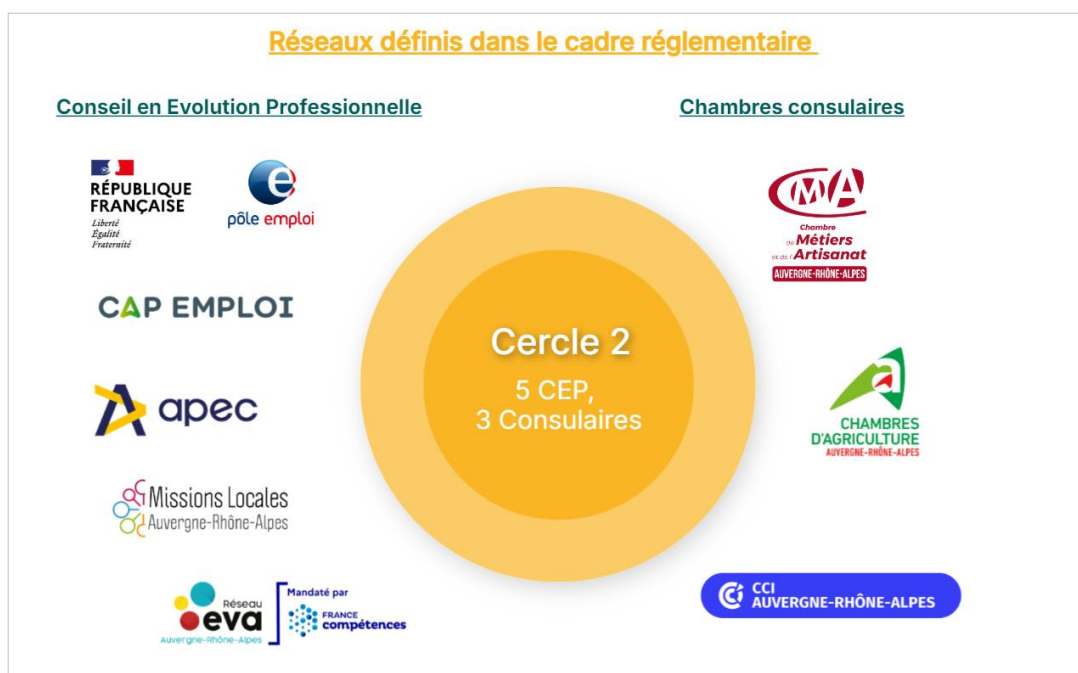 Réseaux définis dans le cadre réglementaire
Conseil en Evolution Professionnelle
RÉPUBLIQUE
FRANÇAISE
Liberté
Égalité
Fraternité
pôle emploi
CAP EMPLOI
apec
Missions Locales
Auvergne-Rhône-Alpes
Réseau
eva
Auvergne-Rhône-Alpes
Mandaté par
FRANCE
compétences
Cercle 2
5 CEP,
3 Consulaires
Chambres consulaires
CMA
Chambre
de Métiers
et de l'Artisanat
AUVERGNE-RHÔNE-ALPES
CHAMBRES
D'AGRICULTURE
AUVERGNE-RHÔNE-ALPES
CCI
AUVERGNE-RHÔNE-ALPES